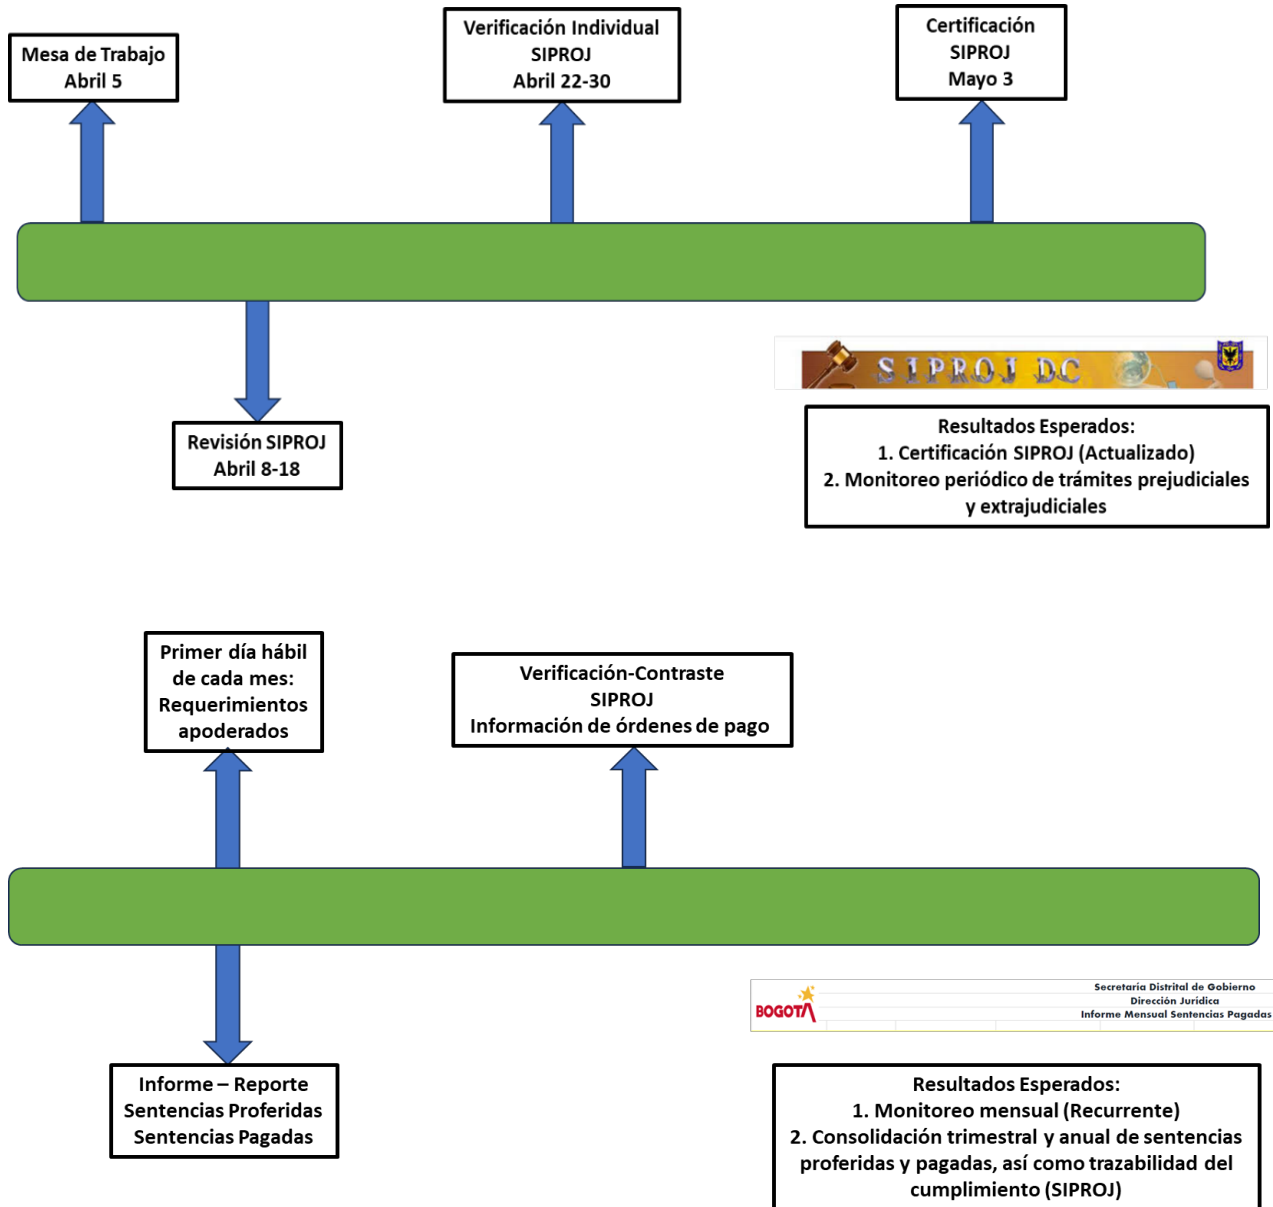 Mesa de Trabajo
Abril 5
Verificación Individual
SIPROJ
Abril 22-30
Certificación
SIPROJ
Mayo 3
Revisión SIPROJ
Abril 8-18
SIPROJ DC
Resultados Esperados:
1. Certificación SIPROJ (Actualizado)
2. Monitoreo periódico de trámites prejudiciales
y extrajudiciales
Primer día hábil
de cada mes:
Requerimientos
apoderados
Verificación-Contraste
SIPROJ
Información de órdenes de pago
Informe – Reporte
Sentencias Proferidas
Sentencias Pagadas
BOGOTÁ
Secretaria Distrital de Gobierno
Dirección Jurídica
Informe Mensual Sentencias Pagadas
Resultados Esperados:
1. Monitoreo mensual (Recurrente)
2. Consolidación trimestral y anual de sentencias
proferidas y pagadas, así como trazabilidad del
cumplimiento (SIPROJ)